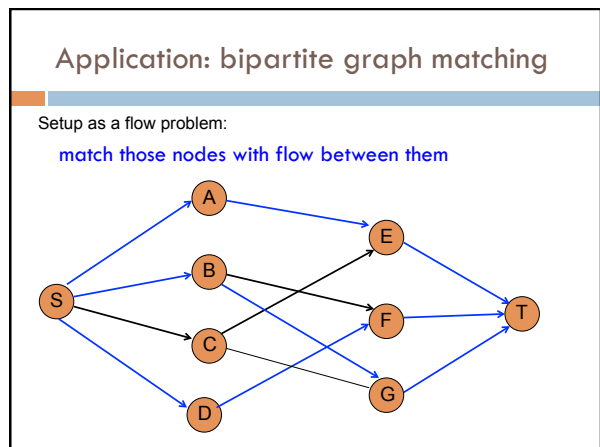 Application: bipartite graph matching
Setup as a flow problem:
match those nodes with flow between them
A
E
B
S
F
T
C
G
D